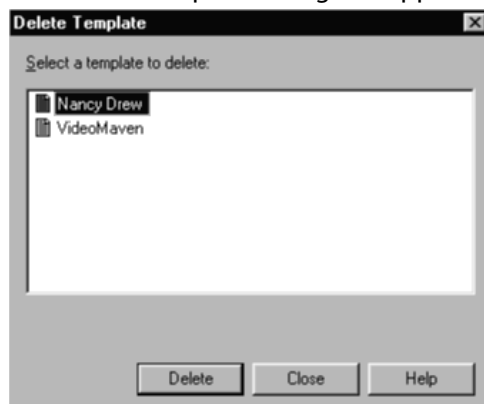 Delete Template
Select a template to delete:
Nancy Drew
VideoMaven
Delete Close Help